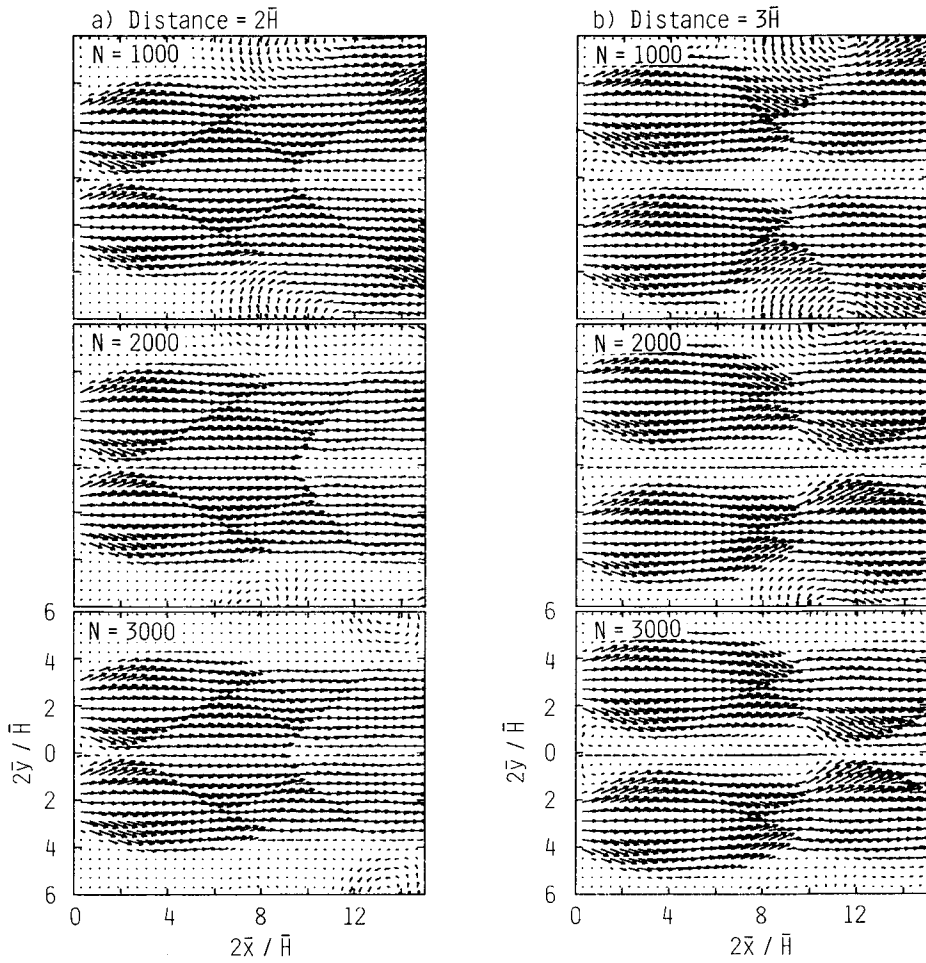 a) Distance = 2H̄
N = 1000
N = 2000
N = 3000
6
4
2
0
2
4
6
2ȳ / H̄
0 4 8 12
2x̄ / H̄
b) Distance = 3H̄
N = 1000
N = 2000
N = 3000
6
4
2
0
2
4
6
2ȳ / H̄
0 4 8 12
2x̄ / H̄